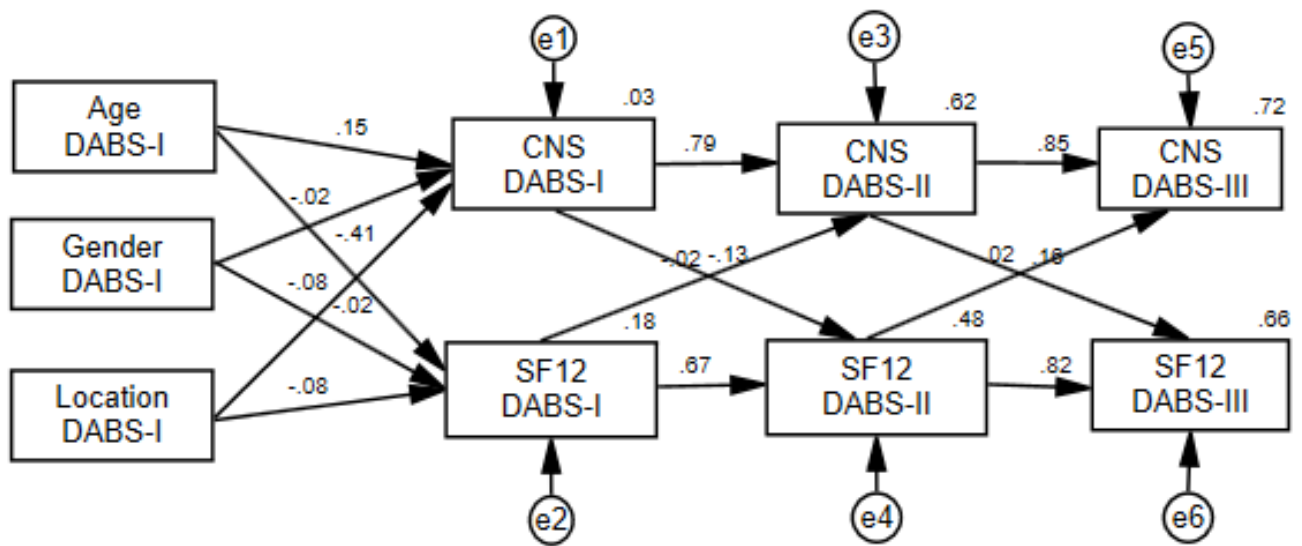 e1
e3
e5
Age
DABS-I
.15
.03
CNS
DABS-I
.79
.62
CNS
DABS-II
.85
.72
CNS
DABS-III
-.02
-.41
Gender
DABS-I
-.08
-.02
-.02
-.13
.02
.16
.18
.48
.66
Location
DABS-I
-.08
SF12
DABS-I
.67
SF12
DABS-II
.82
SF12
DABS-III
e2
e4
e6